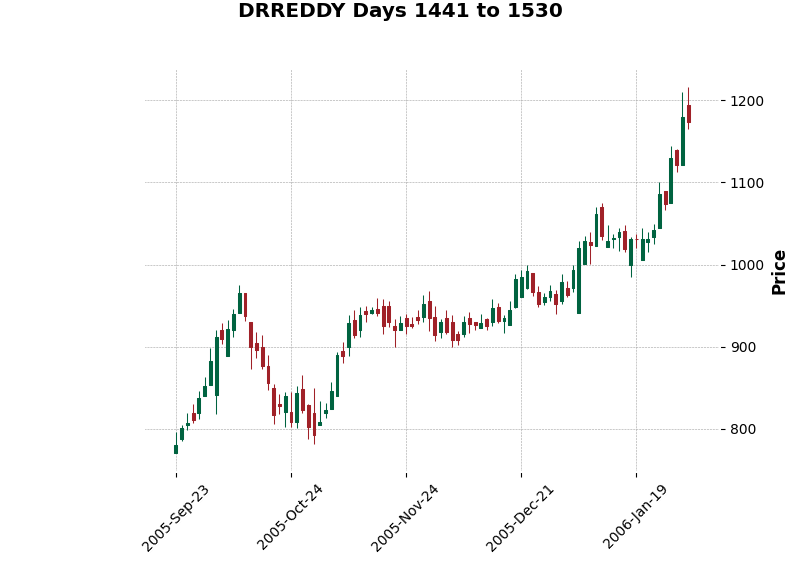 DRREDDY Days 1441 to 1530
1200
1100
1000
900
800
Price
2005-Sep-23
2005-Oct-24
2005-Nov-24
2005-Dec-21
2006-Jan-19